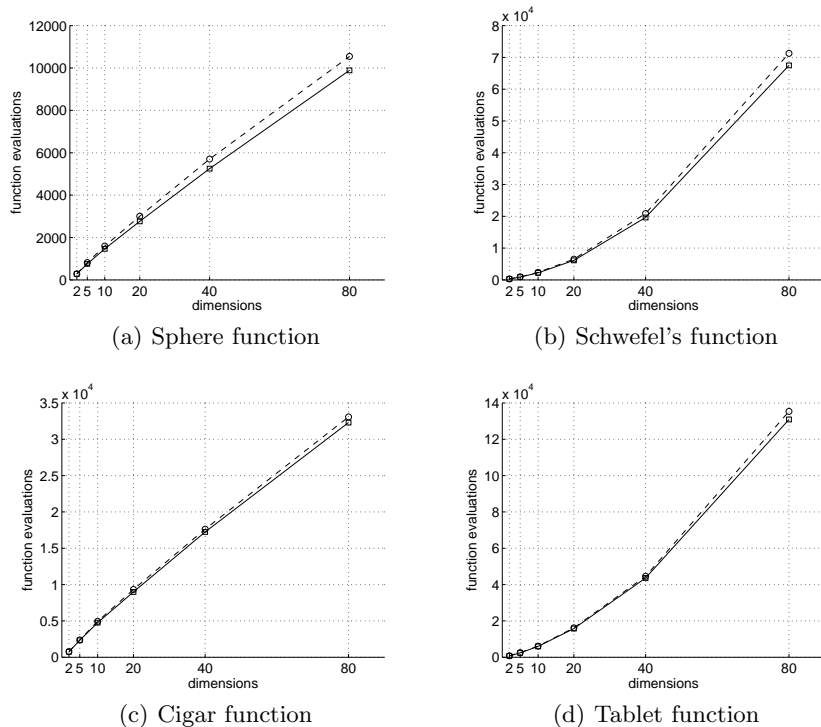 12000
10000
8000
6000
4000
2000
0
function evaluations
2 5 10 20 40 80
dimensions
(a) Sphere function
x 10^4
8
7
6
5
4
3
2
1
0
function evaluations
2 5 10 20 40 80
dimensions
(b) Schwefel's function
x 10^4
3.5
3
2.5
2
1.5
1
0.5
0
function evaluations
2 5 10 20 40 80
dimensions
(c) Cigar function
x 10^4
14
12
10
8
6
4
2
0
function evaluations
2 5 10 20 40 80
dimensions
(d) Tablet function